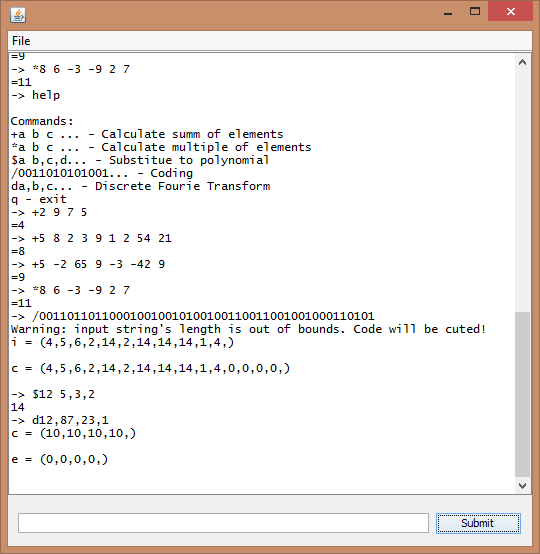 File
=9
-> *8 6 -3 -9 2 7
=11
-> help
Commands:
+a b c ... - Calculate summ of elements
*a b c ... - Calculate multiple of elements
$a b,c,d... - Substitue to polynomial
/0011010101001... - Coding
da,b,c... - Discrete Fourie Transform
q - exit
-> +2 9 7 5
=4
-> +5 8 2 3 9 1 2 54 21
=8
-> +5 -2 65 9 -3 -42 9
=9
-> *8 6 -3 -9 2 7
=11
-> /00110110110001001001010010011001100100100011​0101
Warning: input string's length is out of bounds. Code will be cuted!
i = (4,5,6,2,14,2,14,14,14,1,4,)
c = (4,5,6,2,14,2,14,14,14,1,4,0,0,0,0,)
-> $12 5,3,2
14
-> d12,87,23,1
c = (10,10,10,10,)
e = (0,0,0,0,)
Submit